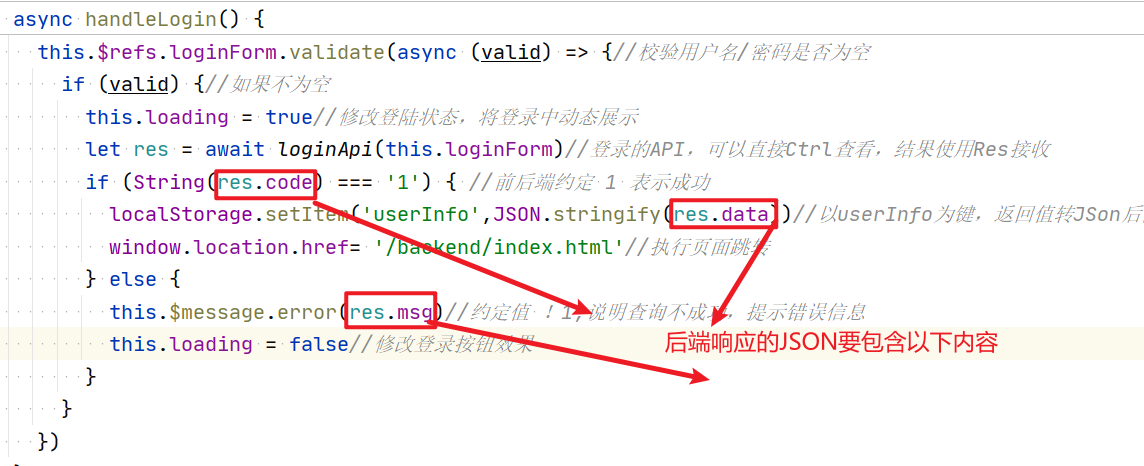 async handleLogin() {
this.$refs.loginForm.validate(async (valid) => {//校验用户名/密码是否为空
if (valid) {//如果不为空
this.loading = true//修改登陆状态，将登录中动态展示
let res = await loginApi(this.loginForm)//登录的API，可以直接Ctrl查看，结果使用Res接收
if (String(res.code) === '1') { //前后端约定 1 表示成功
localStorage.setItem('userInfo',JSON.stringify(res.data))//以userInfo为键，返回值转JSon后
window.location.href= '/backend/index.html'//执行页面跳转
} else {
this.$message.error(res.msg)//约定值 ！1,说明查询不成功，提示错误信息
this.loading = false//修改登录按钮效果
后端响应的JSON要包含以下内容
}
}
})